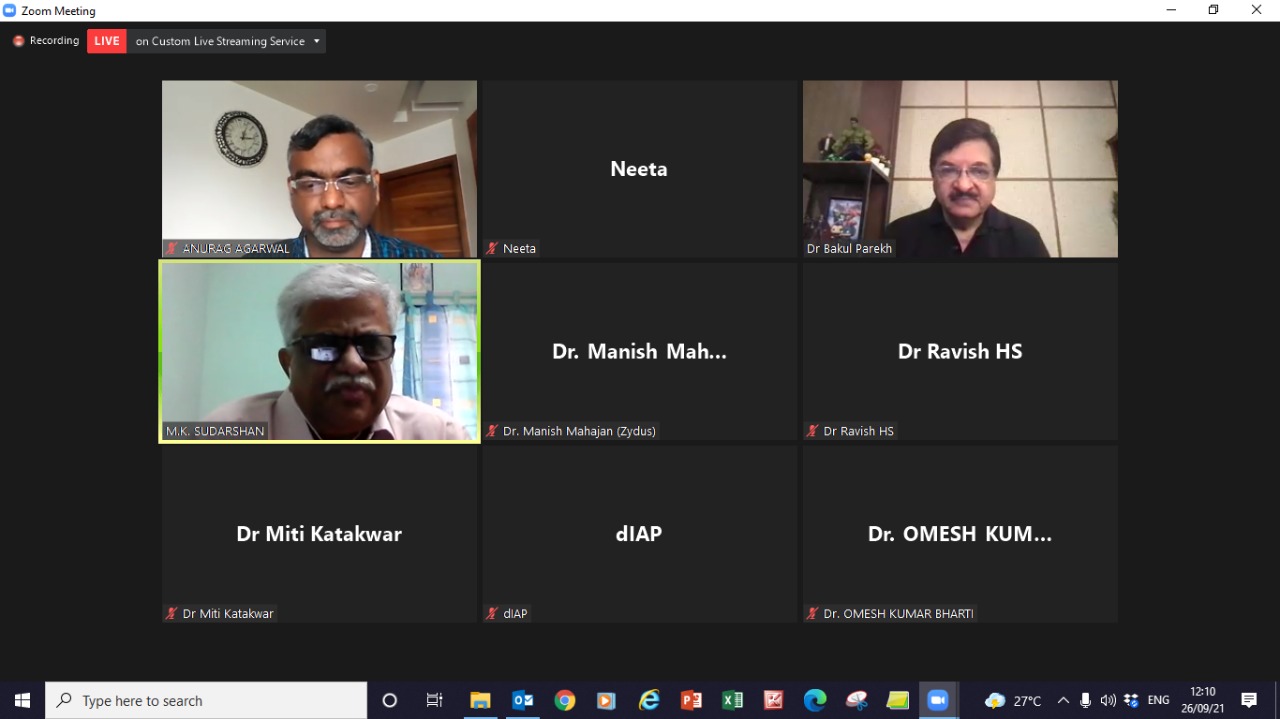 Zoom Meeting
Recording
LIVE
on Custom Live Streaming Service
ANURAG AGARWAL
Neeta
Neeta
Dr Bakul Parekh
M.K. SUDARSHAN
Dr. Manish Mah...
Dr. Manish Mahajan (Zydus)
Dr Ravish HS
Dr Ravish HS
Dr Miti Katakwar
Dr Miti Katakwar
dIAP
dIAP
Dr. OMESH KUM...
Dr. OMESH KUMAR BHARTI
Type here to search
27°C
ENG
12:10
26/09/21